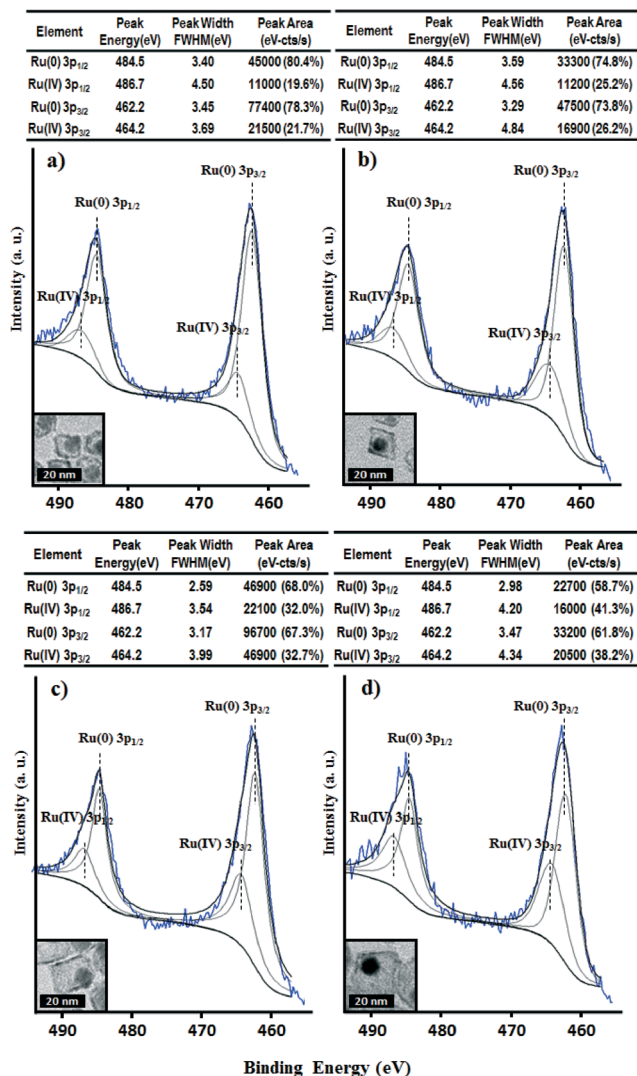 Element Peak Energy(eV) Peak Width FWHM(eV) Peak Area (eV-cts/s)
Ru(0) 3p1/2 484.5 3.40 45000 (80.4%)
Ru(IV) 3p1/2 486.7 4.50 11000 (19.6%)
Ru(0) 3p3/2 462.2 3.45 77400 (78.3%)
Ru(IV) 3p3/2 464.2 3.69 21500 (21.7%)
Element Peak Energy(eV) Peak Width FWHM(eV) Peak Area (eV-cts/s)
Ru(0) 3p1/2 484.5 3.59 33300 (74.8%)
Ru(IV) 3p1/2 486.7 4.56 11200 (25.2%)
Ru(0) 3p3/2 462.2 3.29 47500 (73.8%)
Ru(IV) 3p3/2 464.2 4.84 16900 (26.2%)
a)
Ru(0) 3p3/2
Ru(0) 3p1/2
Ru(IV) 3p1/2
Ru(IV) 3p3/2
Intensity (a. u.)
20 nm
490 480 470 460
b)
Ru(0) 3p3/2
Ru(0) 3p1/2
Ru(IV) 3p1/2
Ru(IV) 3p3/2
Intensity (a. u.)
20 nm
490 480 470 460
Element Peak Energy(eV) Peak Width FWHM(eV) Peak Area (eV-cts/s)
Ru(0) 3p1/2 484.5 2.59 46900 (68.0%)
Ru(IV) 3p1/2 486.7 3.54 22100 (32.0%)
Ru(0) 3p3/2 462.2 3.17 96700 (67.3%)
Ru(IV) 3p3/2 464.2 3.99 46900 (32.7%)
Element Peak Energy(eV) Peak Width FWHM(eV) Peak Area (eV-cts/s)
Ru(0) 3p1/2 484.5 2.98 22700 (58.7%)
Ru(IV) 3p1/2 486.7 4.20 16000 (41.3%)
Ru(0) 3p3/2 462.2 3.47 33200 (61.8%)
Ru(IV) 3p3/2 464.2 4.34 20500 (38.2%)
c)
Ru(0) 3p3/2
Ru(0) 3p1/2
Ru(IV) 3p1/2
Ru(IV) 3p3/2
Intensity (a. u.)
20 nm
490 480 470 460
d)
Ru(0) 3p3/2
Ru(0) 3p1/2
Ru(IV) 3p1/2
Ru(IV) 3p3/2
Intensity (a. u.)
20 nm
490 480 470 460
Binding Energy (eV)